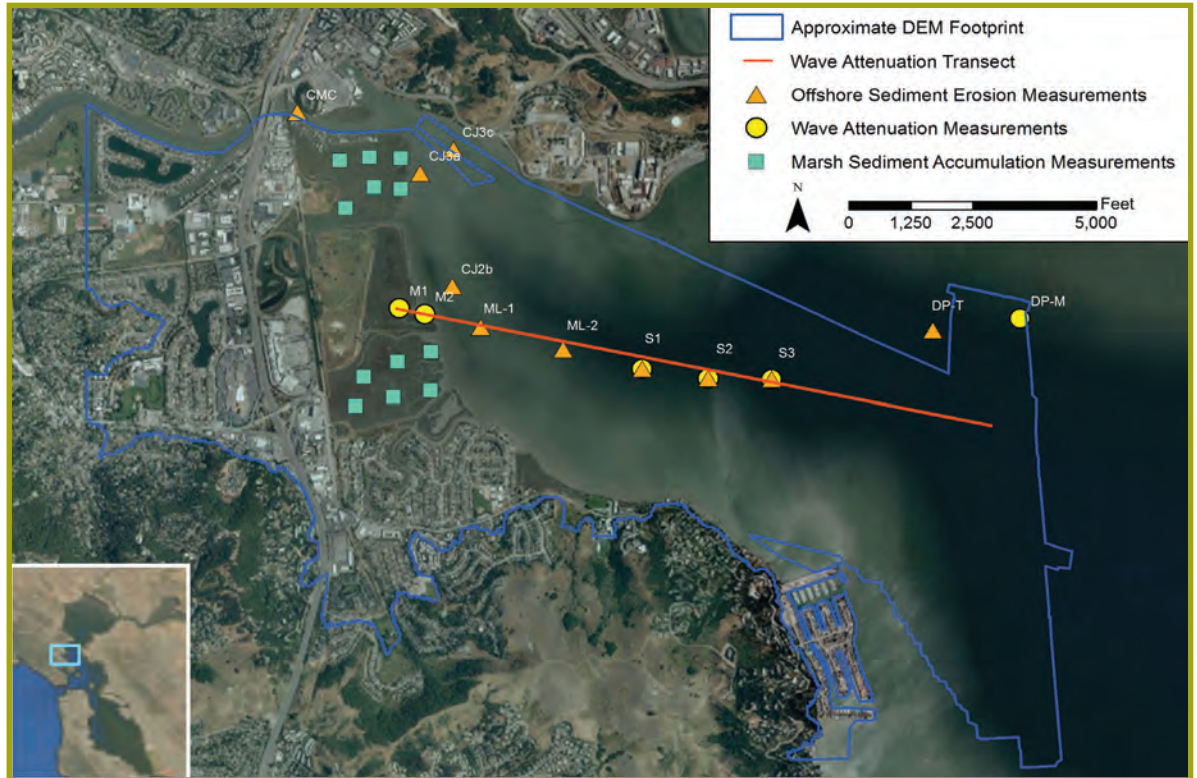 Approximate DEM Footprint
Wave Attenuation Transect
Offshore Sediment Erosion Measurements
Wave Attenuation Measurements
Marsh Sediment Accumulation Measurements
N
Feet
0 1,250 2,500 5,000
CMC
CJ3c
CJ3a
CJ2b
M1
M2
ML-1
ML-2
S1
S2
S3
DP-T
DP-M